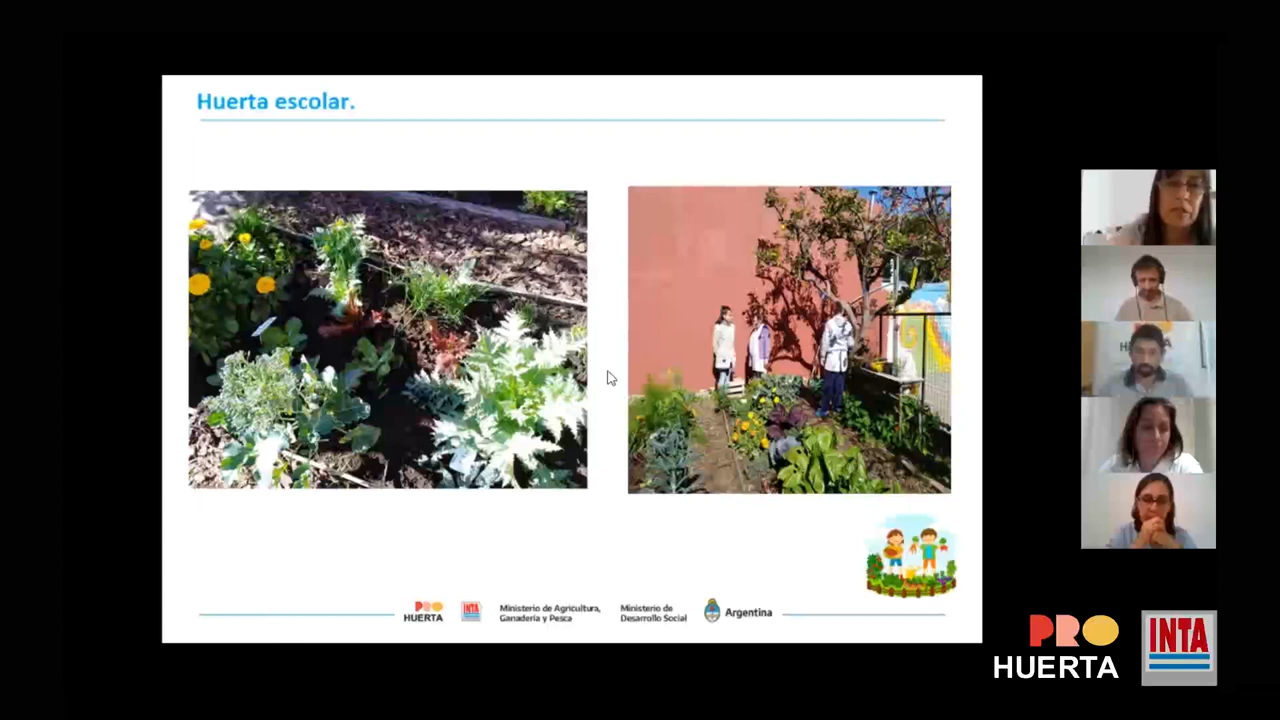 Huerta escolar.
PRO
HUERTA
INTA
Ministerio de Agricultura,
Ganadería y Pesca
Ministerio de
Desarrollo Social
Argentina
PRO
HUERTA
INTA